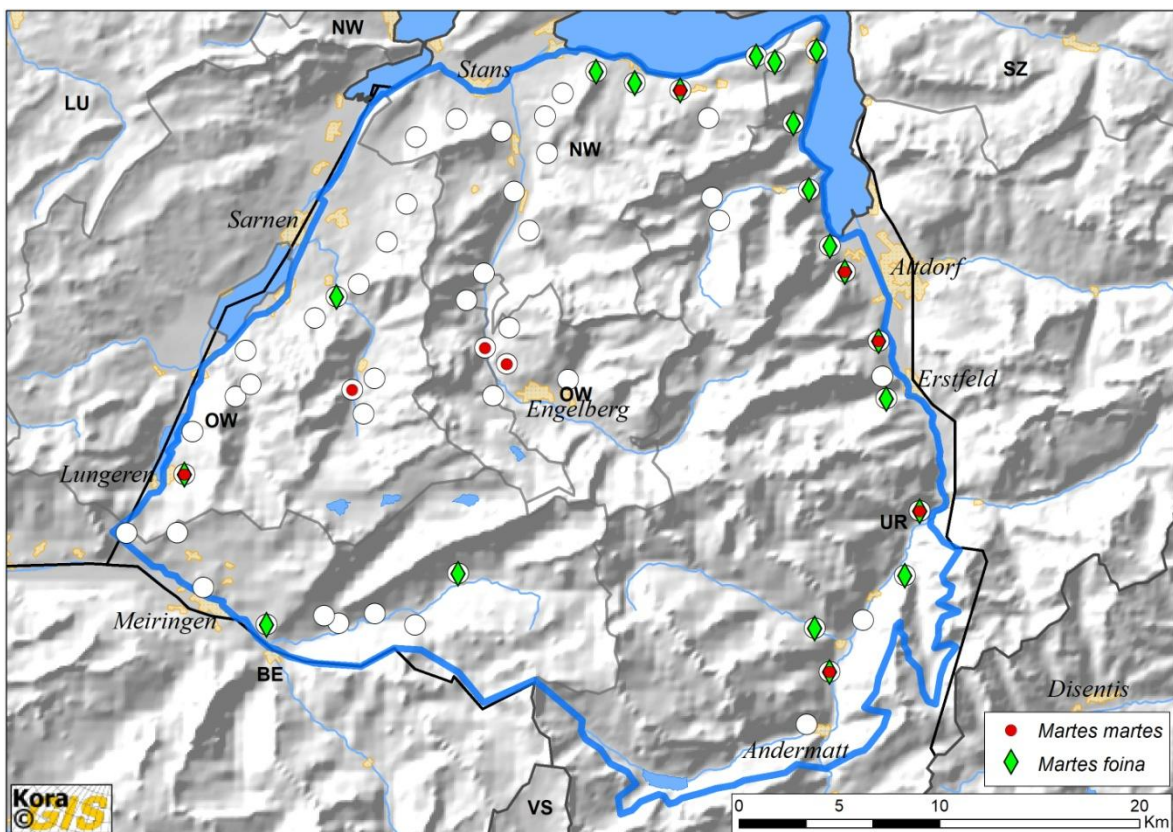 NW
Stans
SZ
LU
NW
Sarnen
Altdorf
Erstfeld
OW
Engelberg
OW
Lungeren
UR
Meiringen
BE
Disentis
Andermatt
VS
Martes martes
Martes foina
Kora
© GIS
0 5 10 20
Km